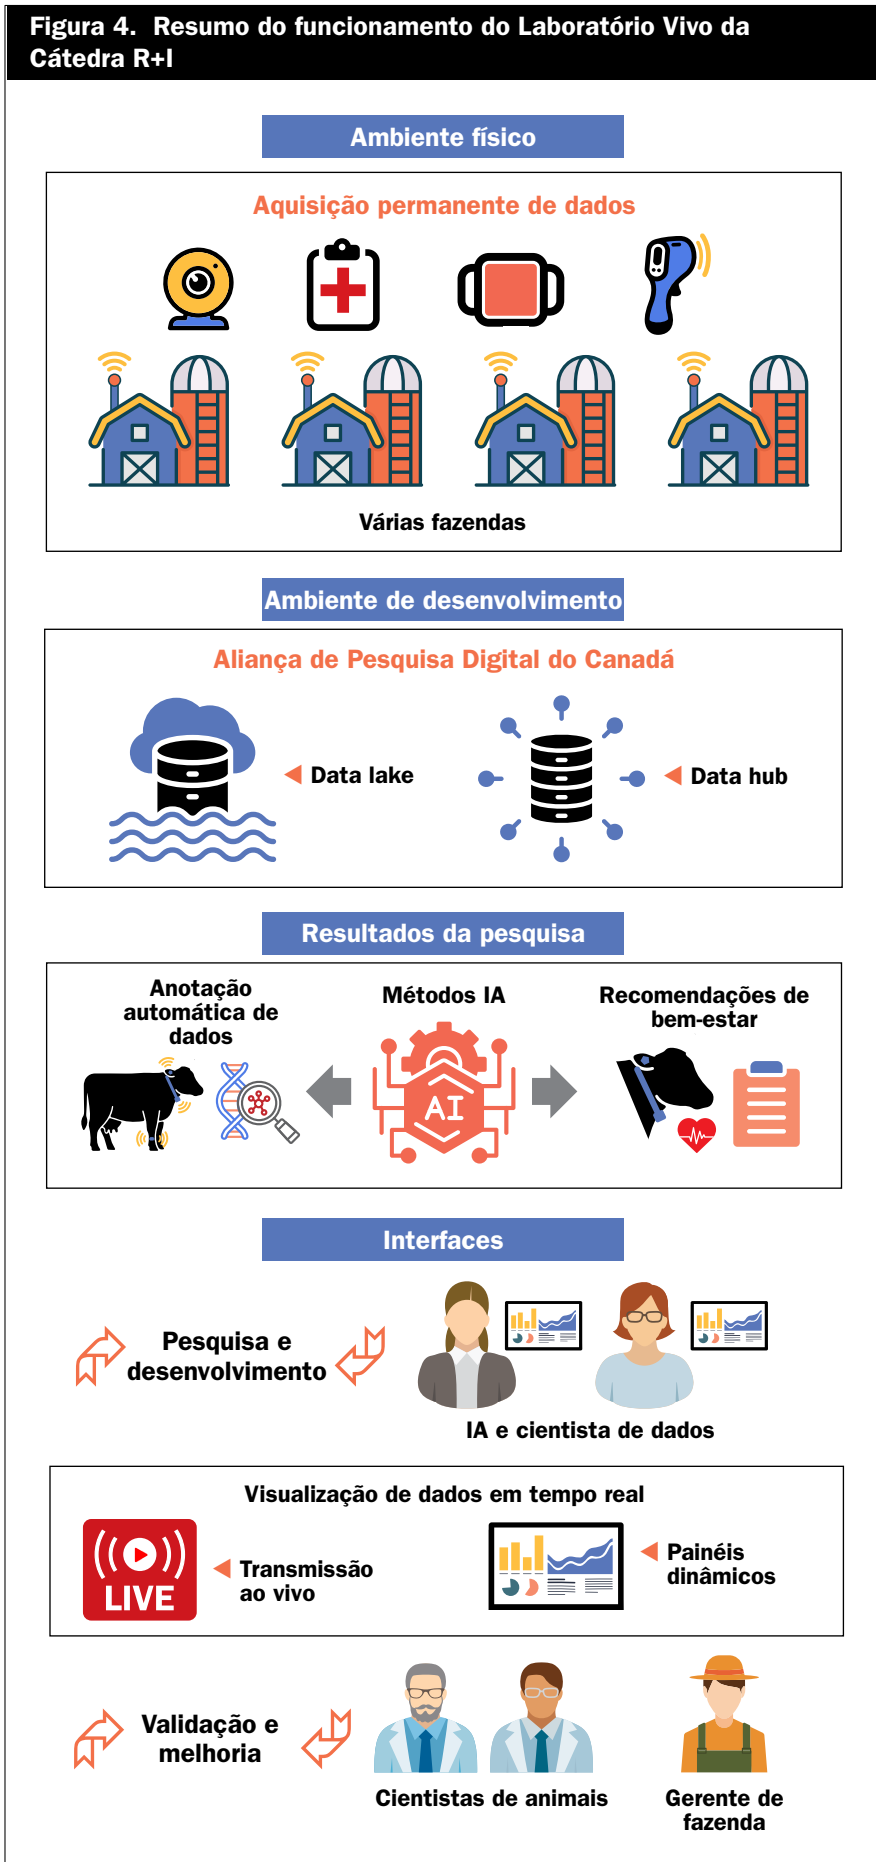 Figura 4. Resumo do funcionamento do Laboratório Vivo da
Cátedra R+I
Ambiente físico
Aquisição permanente de dados
Várias fazendas
Ambiente de desenvolvimento
Aliança de Pesquisa Digital do Canadá
Data lake
Data hub
Resultados da pesquisa
Anotação
automática de
dados
Métodos IA
AI
Recomendações de
bem-estar
Interfaces
Pesquisa e
desenvolvimento
IA e cientista de dados
Visualização de dados em tempo real
LIVE
Transmissão
ao vivo
Painéis
dinâmicos
Validação e
melhoria
Cientistas de animais
Gerente de
fazenda